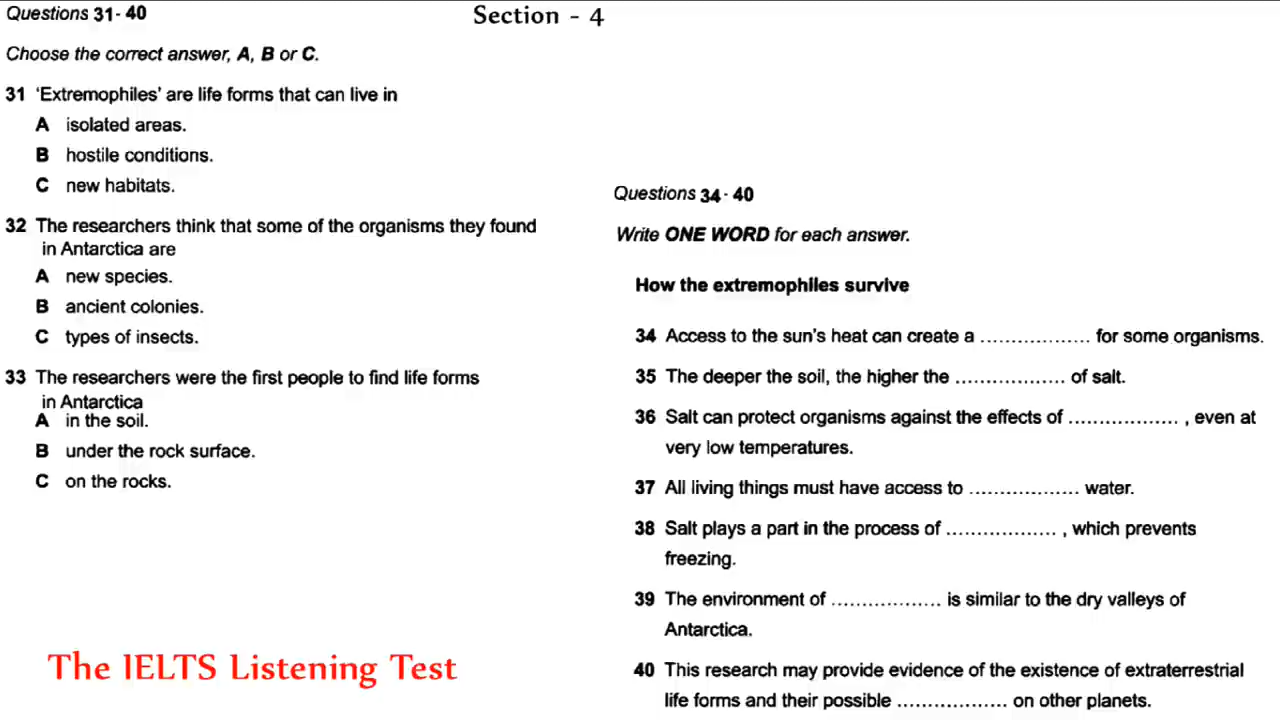 Questions 31-40
Section - 4
Choose the correct answer, A, B or C.
31 ‘Extremophiles’ are life forms that can live in
A isolated areas.
B hostile conditions.
C new habitats.
32 The researchers think that some of the organisms they found
in Antarctica are
A new species.
B ancient colonies.
C types of insects.
33 The researchers were the first people to find life forms
in Antarctica
A in the soil.
B under the rock surface.
C on the rocks.
Questions 34-40
Write ONE WORD for each answer.
How the extremophiles survive
34 Access to the sun's heat can create a .................. for some organisms.
35 The deeper the soil, the higher the .................. of salt.
36 Salt can protect organisms against the effects of .................. , even at
very low temperatures.
37 All living things must have access to .................. water.
38 Salt plays a part in the process of .................. , which prevents
freezing.
39 The environment of .................. is similar to the dry valleys of
Antarctica.
40 This research may provide evidence of the existence of extraterrestrial
life forms and their possible .................. on other planets.
The IELTS Listening Test